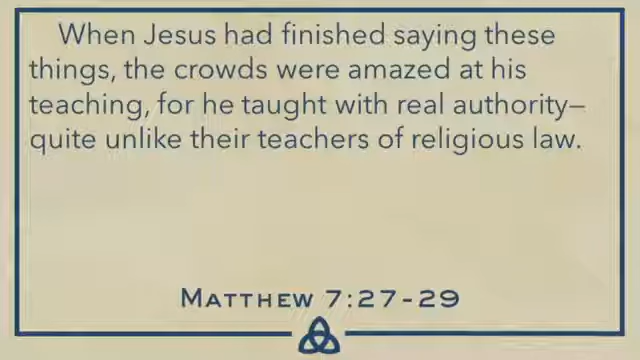 When Jesus had finished saying these
things, the crowds were amazed at his
teaching, for he taught with real authority—
quite unlike their teachers of religious law.
Matthew 7:27-29